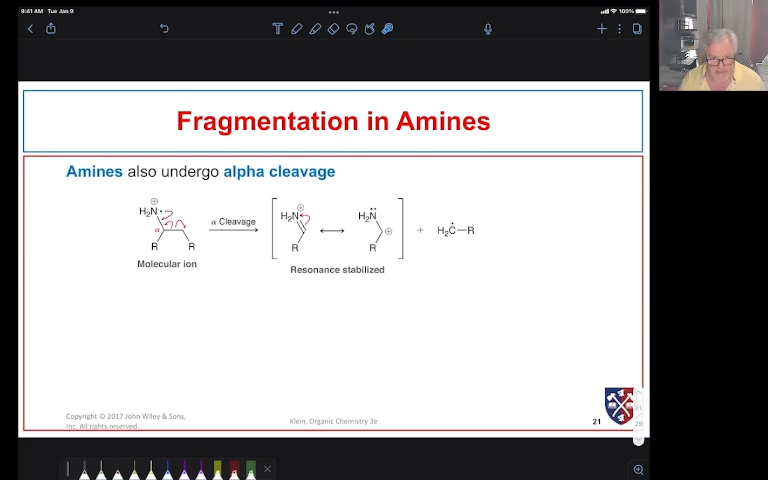 9:41 AM Tue Jan 9
100%
Fragmentation in Amines
Amines also undergo alpha cleavage
H₂N
α
R
R
Molecular ion
α Cleavage
H₂N
R
H₂N
R
Resonance stabilized
+
H₂C—R
Copyright © 2017 John Wiley & Sons,
Inc. All rights reserved.
Klein, Organic Chemistry 3e
21
21
29